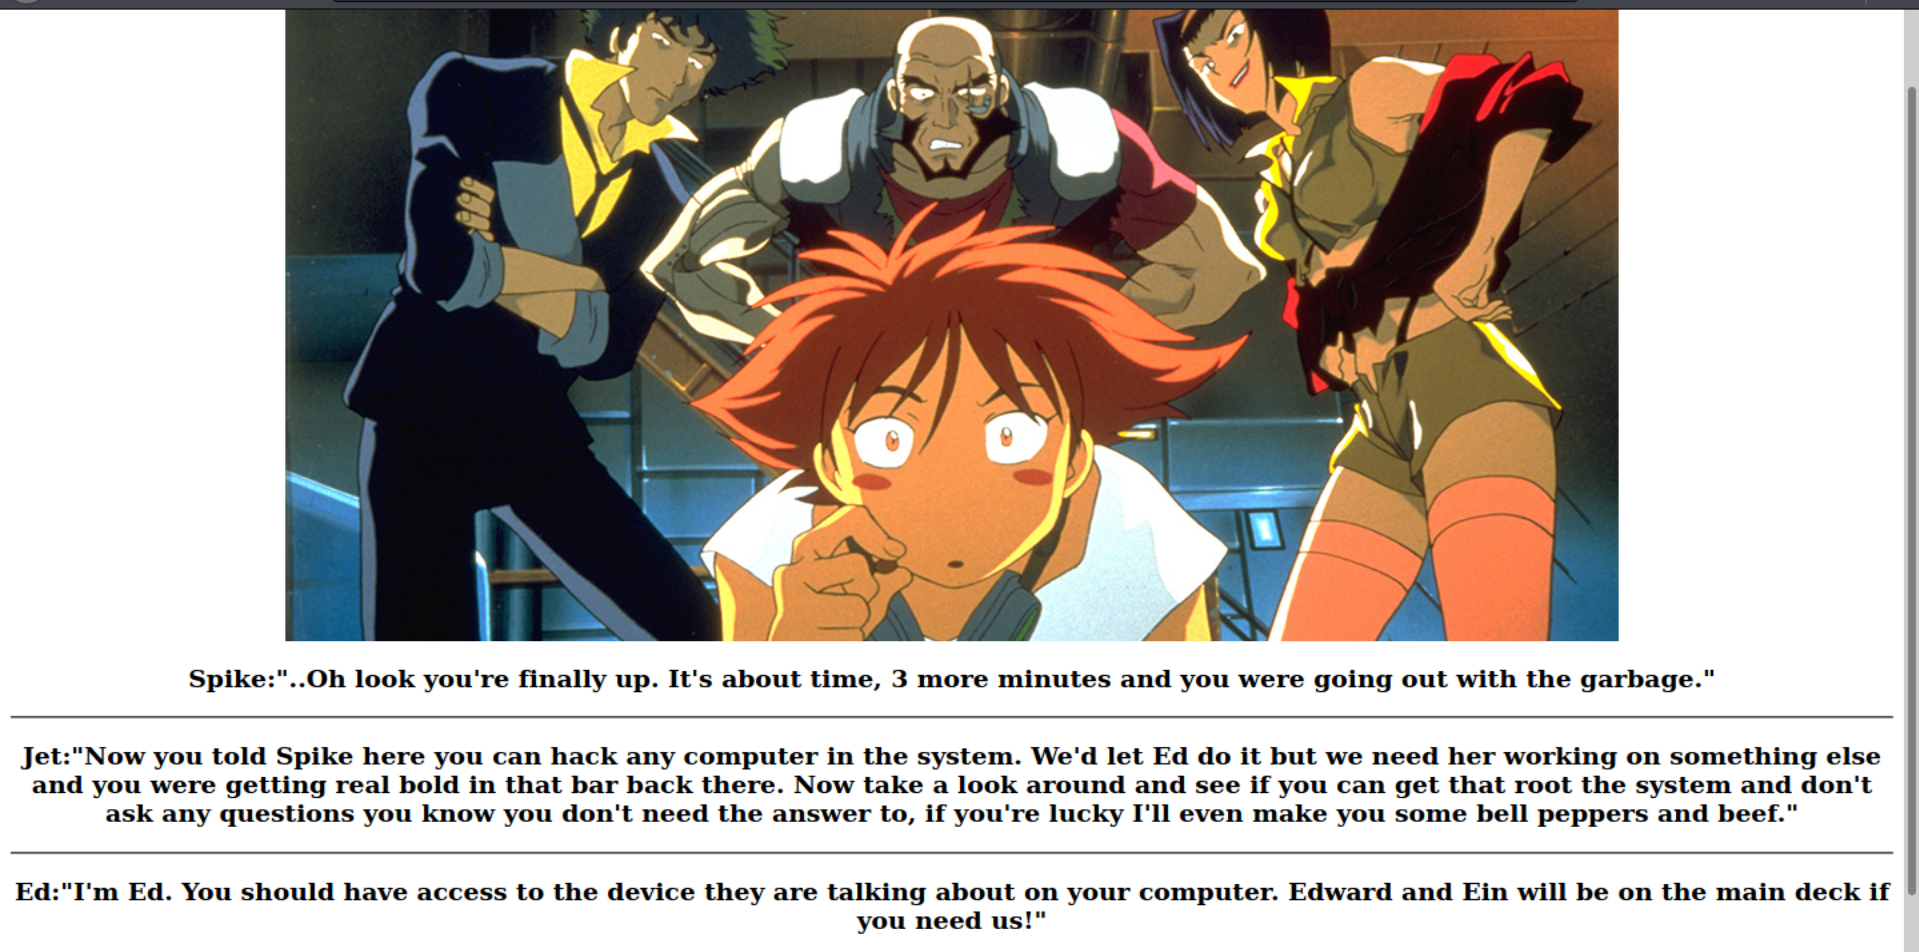 Spike:"..Oh look you're finally up. It's about time, 3 more minutes and you were going out with the garbage."
Jet:"Now you told Spike here you can hack any computer in the system. We'd let Ed do it but we need her working on something else
and you were getting real bold in that bar back there. Now take a look around and see if you can get that root the system and don't
ask any questions you know you don't need the answer to, if you're lucky I'll even make you some bell peppers and beef."
Ed:"I'm Ed. You should have access to the device they are talking about on your computer. Edward and Ein will be on the main deck if
you need us!"